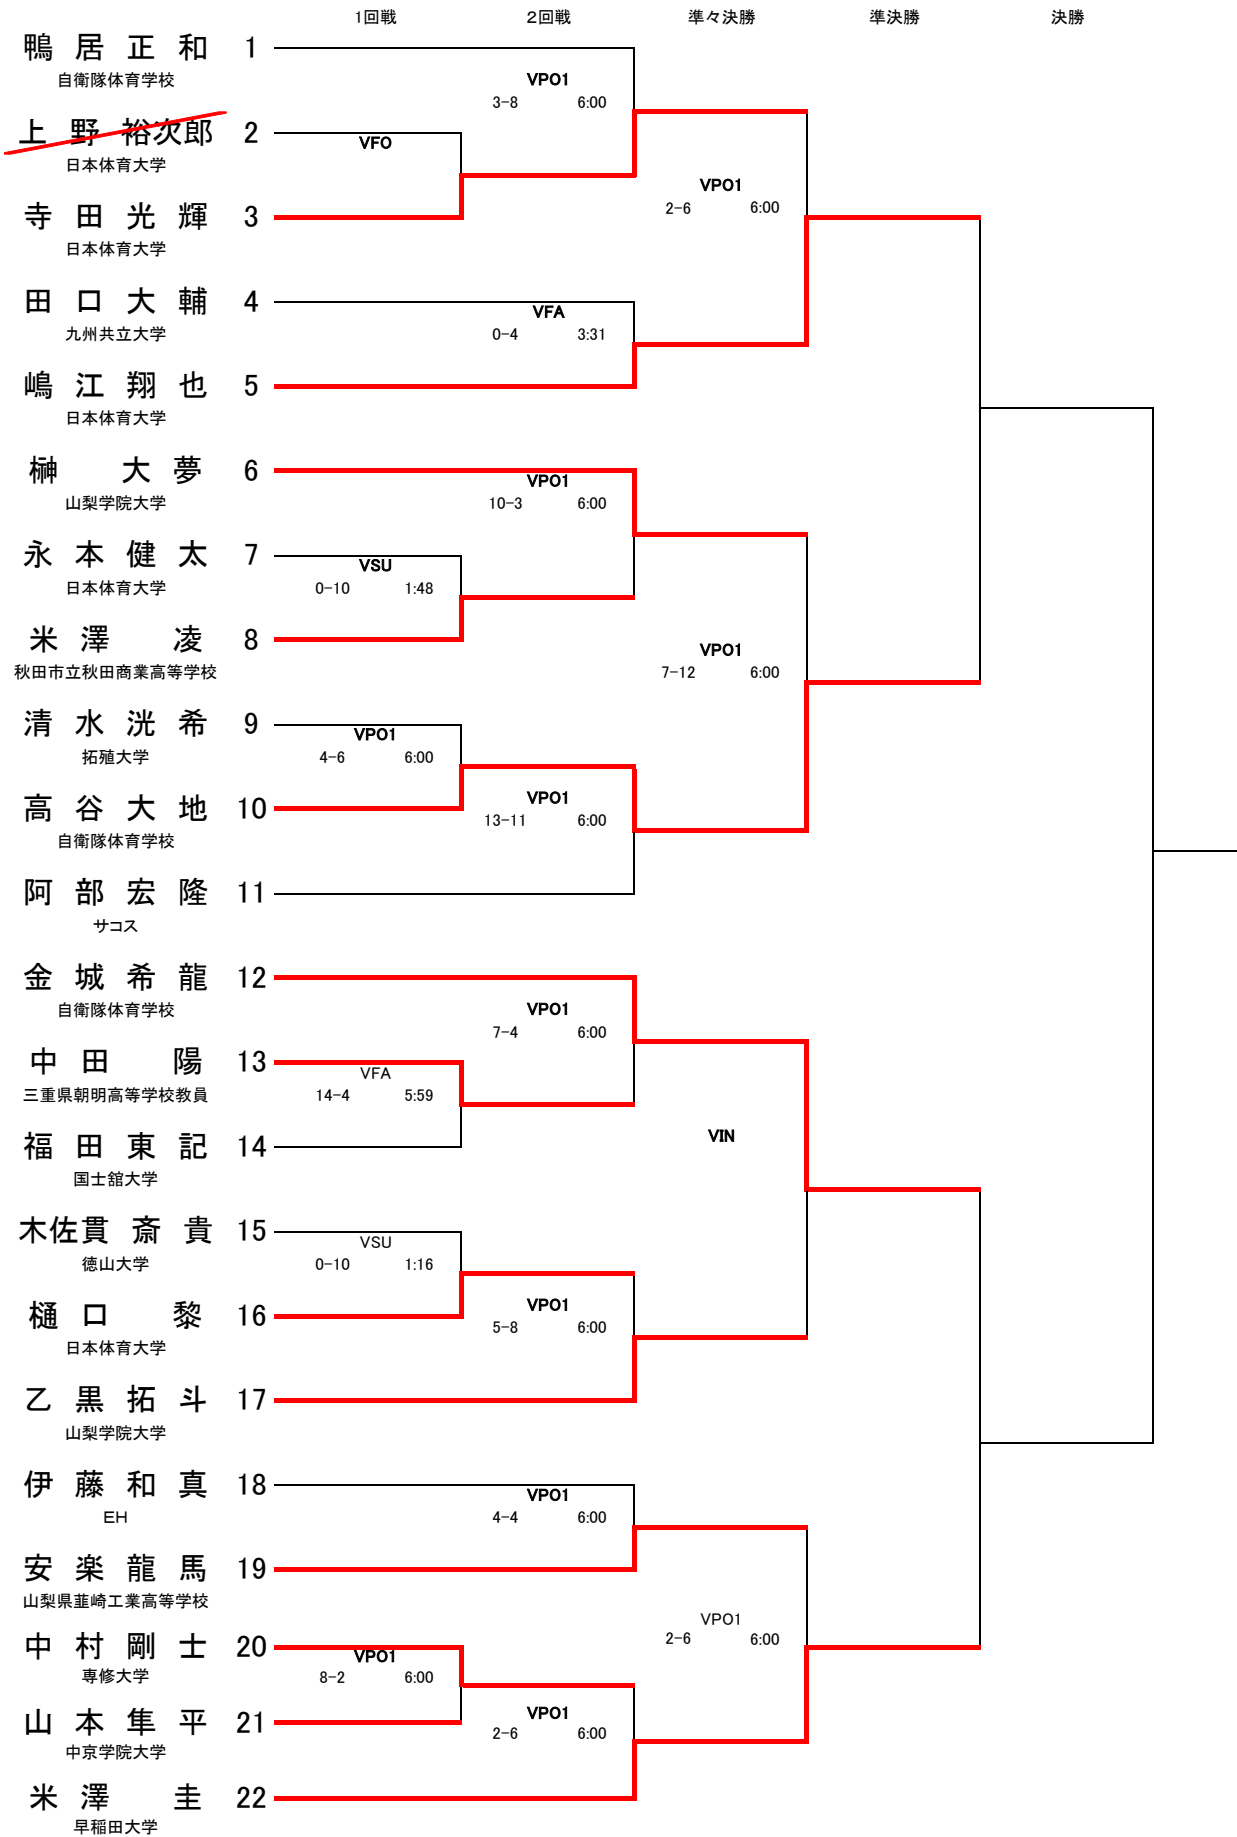 1回戦 2回戦 準々決勝 準決勝 決勝
鴨居正和 1
自衛隊体育学校
VPO1
3-8 6:00
上野裕次郎 2
日本体育大学
VFO
寺田光輝 3
日本体育大学
VPO1
2-6 6:00
田口大輔 4
九州共立大学
VFA
0-4 3:31
嶋江翔也 5
日本体育大学
榊大夢 6
山梨学院大学
VPO1
10-3 6:00
永本健太 7
日本体育大学
VSU
0-10 1:48
米澤凌 8
秋田市立秋田商業高等学校
VPO1
7-12 6:00
清水洸希 9
拓殖大学
VPO1
4-6 6:00
高谷大地 10
自衛隊体育学校
VPO1
13-11 6:00
阿部宏隆 11
サコス
金城希龍 12
自衛隊体育学校
VPO1
7-4 6:00
中田陽 13
三重県朝明高等学校教員
VFA
14-4 5:59
福田東記 14
国士舘大学
VIN
木佐貫斎貴 15
徳山大学
VSU
0-10 1:16
樋口黎 16
日本体育大学
VPO1
5-8 6:00
乙黒拓斗 17
山梨学院大学
伊藤和真 18
EH
VPO1
4-4 6:00
安楽龍馬 19
山梨県韮崎工業高等学校
VPO1
2-6 6:00
中村剛士 20
専修大学
VPO1
8-2 6:00
山本隼平 21
中京学院大学
VPO1
2-6 6:00
米澤圭 22
早稲田大学